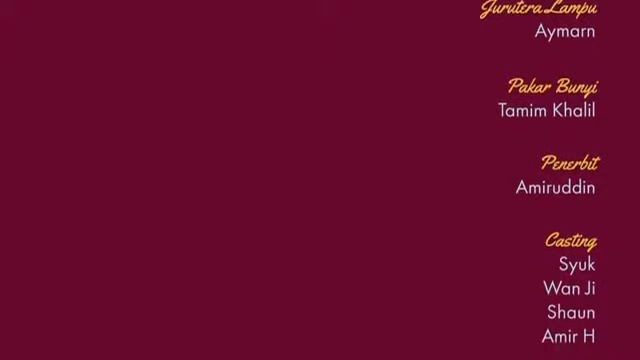 Jurutera Lampu
Aymarn
Pakar Bunyi
Tamim Khalil
Penerbit
Amiruddin
Casting
Syuk
Wan Ji
Shaun
Amir H